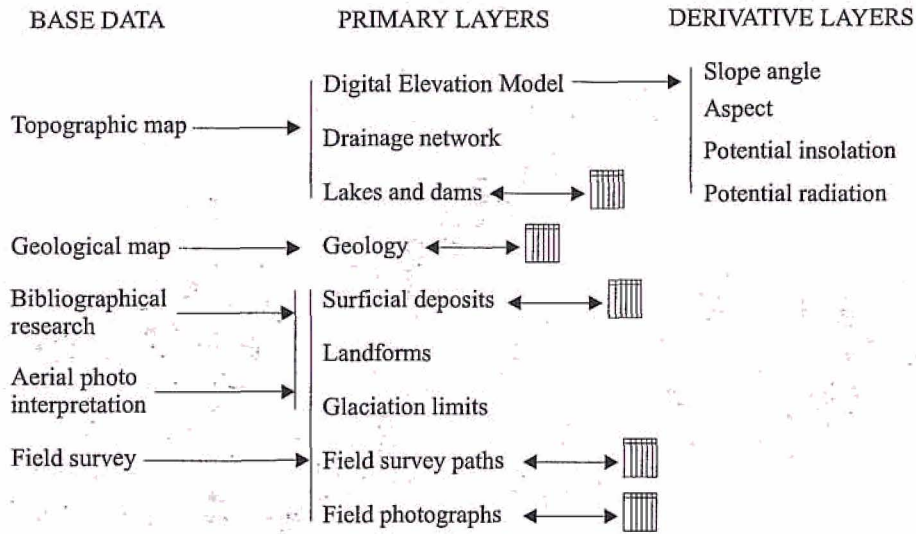 BASE DATA
PRIMARY LAYERS
DERIVATIVE LAYERS
Topographic map
Digital Elevation Model
Drainage network
Lakes and dams
Slope angle
Aspect
Potential insolation
Potential radiation
Geological map
Geology
Bibliographical
research
Aerial photo
interpretation
Field survey
Surficial deposits
Landforms
Glaciation limits
Field survey paths
Field photographs